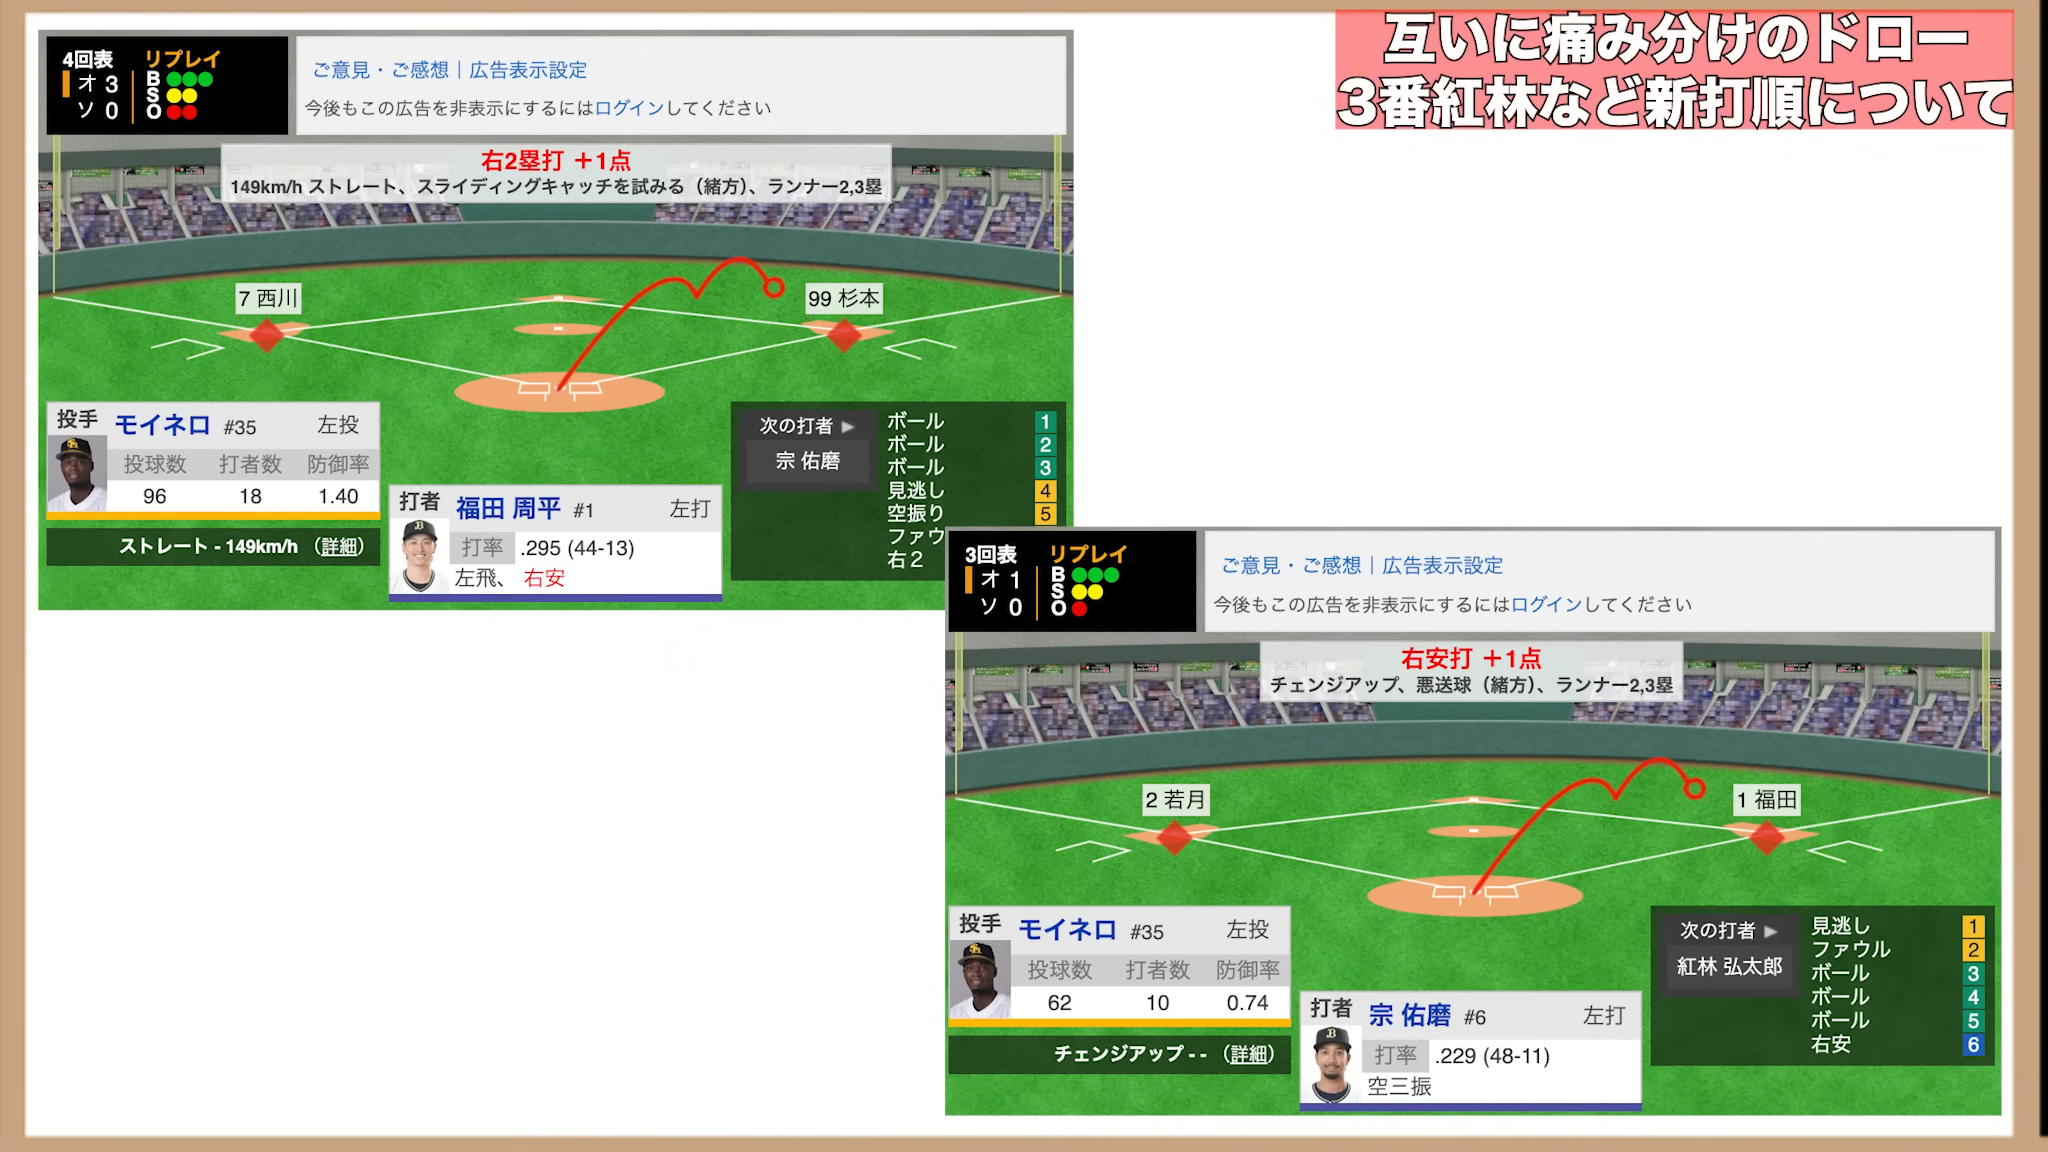 互いに痛み分けのドロー
3番紅林など新打順について
4回表 リプレイ
オ 3 B
ソ 0 S
O
ご意見・ご感想｜広告表示設定
今後もこの広告を非表示にするにはログインしてください
右2塁打 ＋1点
149km/h ストレート、スライディングキャッチを試みる（緒方）、ランナー2,3塁
7 西川
99 杉本
投手 モイネロ #35 左投
投球数 打者数 防御率
96 18 1.40
ストレート - 149km/h （詳細）
打者 福田 周平 #1 左打
打率 .295 (44-13)
左飛、 右安
次の打者 ▶
宗 佑磨
ボール 1
ボール 2
ボール 3
見逃し 4
空振り 5
ファウ
右２
3回表 リプレイ
オ 1 B
ソ 0 S
O
ご意見・ご感想｜広告表示設定
今後もこの広告を非表示にするにはログインしてください
右安打 ＋1点
チェンジアップ、悪送球（緒方）、ランナー2,3塁
2 若月
1 福田
投手 モイネロ #35 左投
投球数 打者数 防御率
62 10 0.74
チェンジアップ - - （詳細）
打者 宗 佑磨 #6 左打
打率 .229 (48-11)
空三振
次の打者 ▶
紅林 弘太郎
見逃し 1
ファウル 2
ボール 3
ボール 4
ボール 5
右安 6